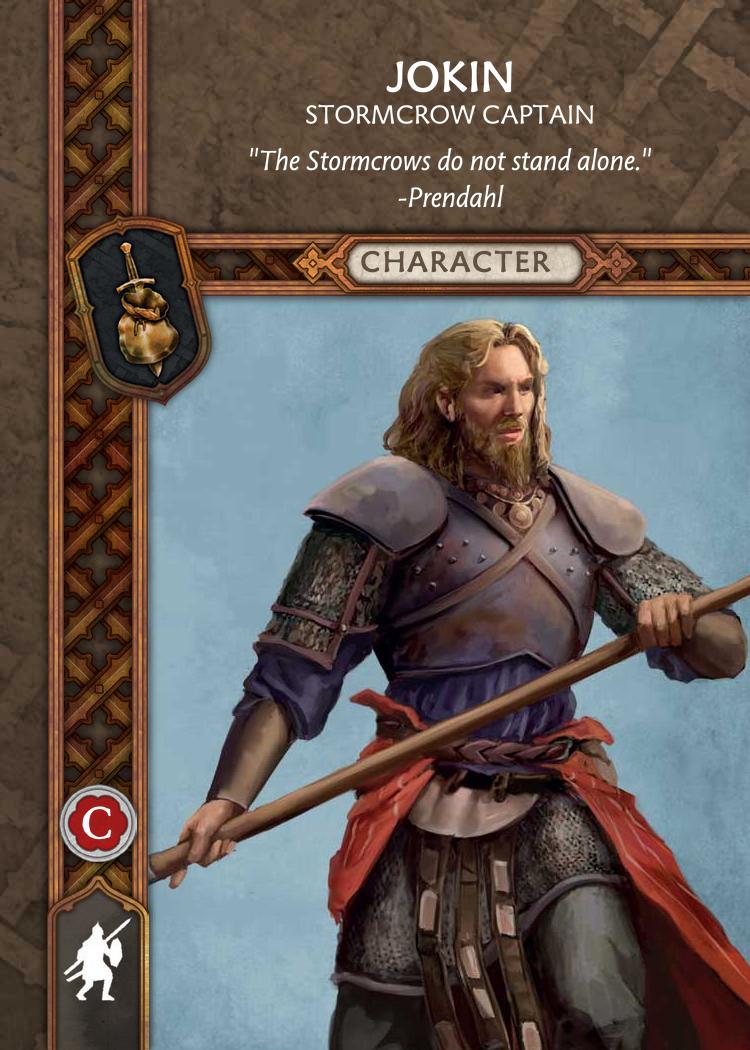 JOKIN
STORMCROW CAPTAIN
"The Stormcrows do not stand alone."
-Prendahl
CHARACTER
C